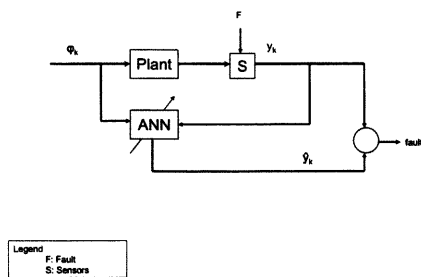 F
φk
Plant
S
yk
ANN
fault
ŷk
Legend
F: Fault
S: Sensors